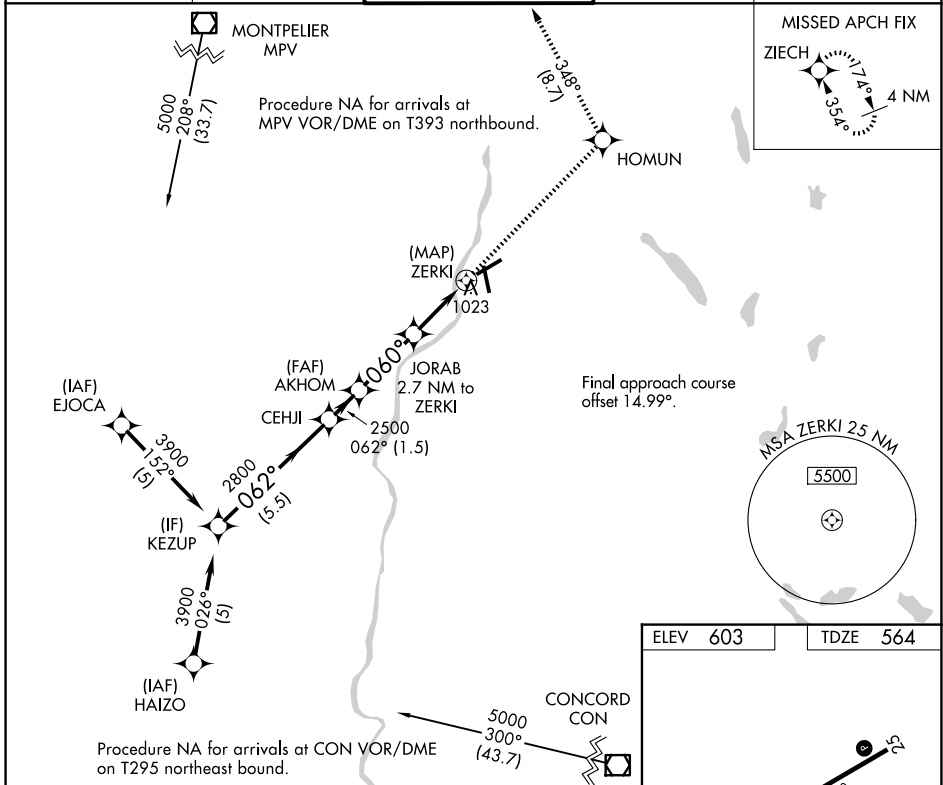 MONTPELIER
MPV
5000
208°
(33.7)
Procedure NA for arrivals at
MPV VOR/DME on T393 northbound.
348°
(8.7)
HOMUN
MISSED APCH FIX
ZIECH
174°
354°
4 NM
(MAP)
ZERKI
1023
060°
JORAB
2.7 NM to
ZERKI
(FAF)
AKHOM
CEHJI
2500
062° (1.5)
Final approach course
offset 14.99°.
(IAF)
EJOCA
3900
152°
(5)
2800
062°
(5.5)
(IF)
KEZUP
3900
026°
(5)
(IAF)
HAIZO
MSA ZERKI 25 NM
5500
CONCORD
CON
5000
300°
(43.7)
Procedure NA for arrivals at CON VOR/DME
on T295 northeast bound.
ELEV 603
TDZE 564
P
25